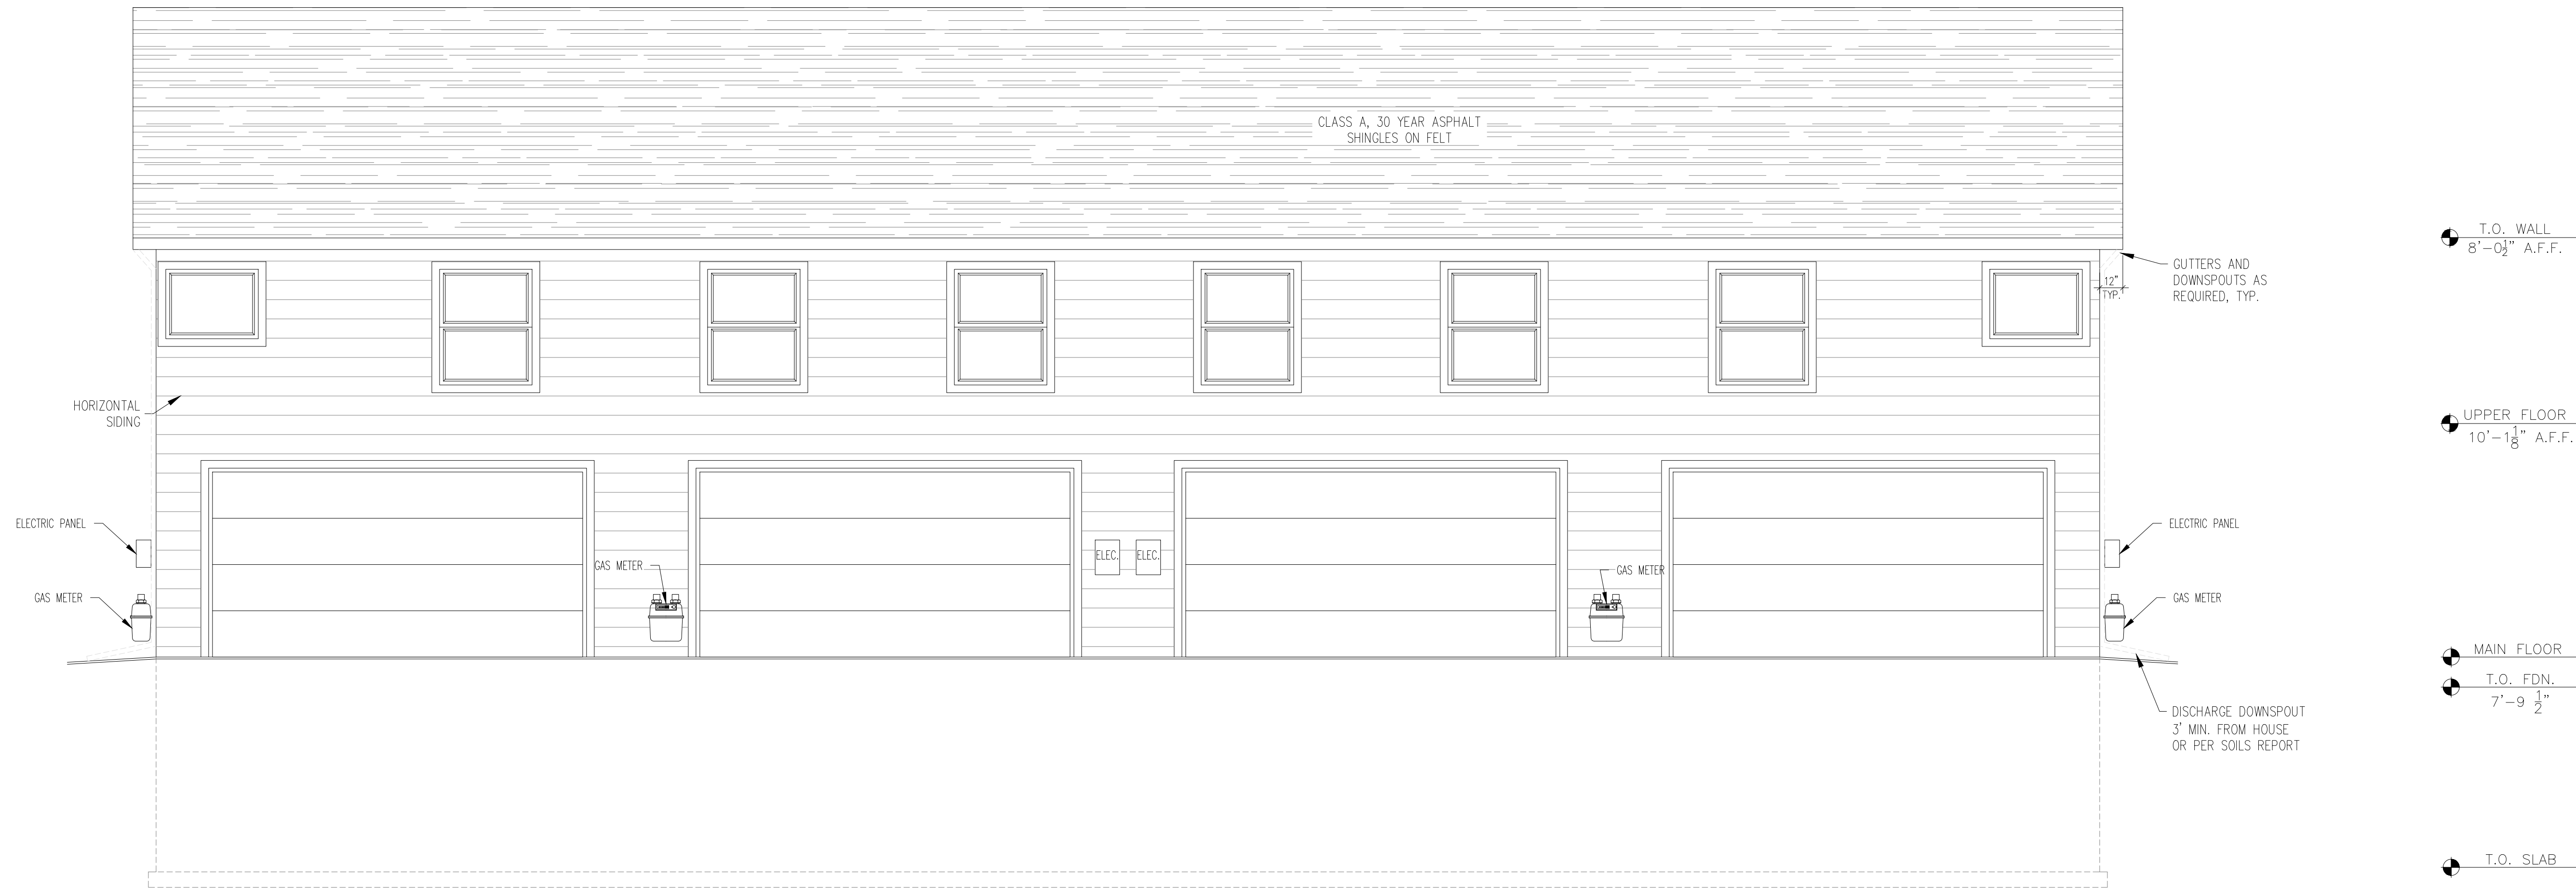 CLASS A, 30 YEAR ASPHALT
SHINGLES ON FELT
T.O. WALL
8'-0½" A.F.F.
GUTTERS AND
DOWNSPOUTS AS
REQUIRED, TYP.
12"
TYP.
HORIZONTAL
SIDING
UPPER FLOOR
10'-1⅛" A.F.F.
ELECTRIC PANEL
ELECTRIC PANEL
ELEC.
ELEC.
GAS METER
GAS METER
GAS METER
GAS METER
MAIN FLOOR
T.O. FDN.
7'-9 ½"
DISCHARGE DOWNSPOUT
3' MIN. FROM HOUSE
OR PER SOILS REPORT
T.O. SLAB